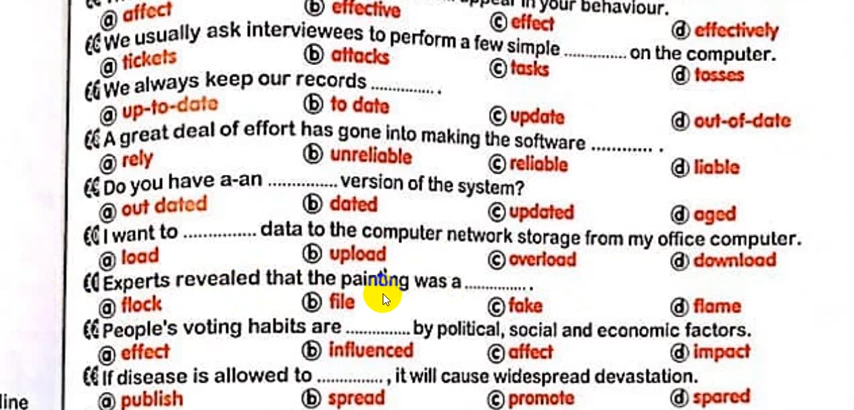 in your behaviour.
ⓐ affect ⓑ effective ⓒ effect ⓓ effectively
We usually ask interviewees to perform a few simple .............. on the computer.
ⓐ tickets ⓑ attacks ⓒ tasks ⓓ tosses
We always keep our records .............. .
ⓐ up-to-date ⓑ to date ⓒ update ⓓ out-of-date
A great deal of effort has gone into making the software ............ .
ⓐ rely ⓑ unreliable ⓒ reliable ⓓ liable
Do you have a-an .............. version of the system?
ⓐ out dated ⓑ dated ⓒ updated ⓓ aged
I want to .............. data to the computer network storage from my office computer.
ⓐ load ⓑ upload ⓒ overload ⓓ download
Experts revealed that the painting was a ............. .
ⓐ flock ⓑ file ⓒ fake ⓓ flame
People's voting habits are .............. by political, social and economic factors.
ⓐ effect ⓑ influenced ⓒ affect ⓓ impact
If disease is allowed to .............. , it will cause widespread devastation.
line ⓐ publish ⓑ spread ⓒ promote ⓓ spared